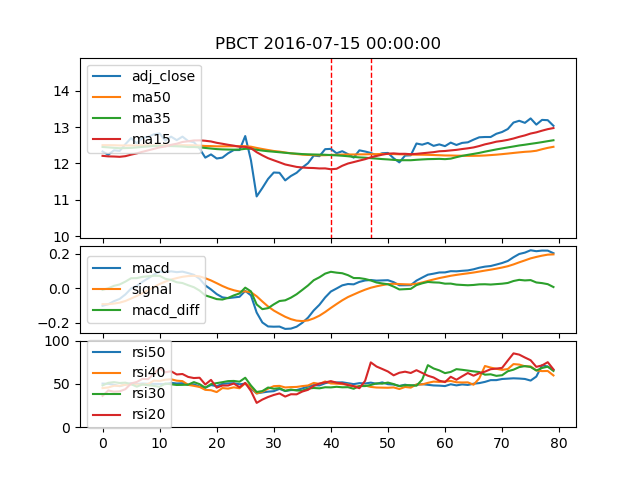 PBCT 2016-07-15 00:00:00
14
13
12
11
10
adj_close
ma50
ma35
ma15
0.2
0.0
−0.2
macd
signal
macd_diff
100
50
0
rsi50
rsi40
rsi30
rsi20
0 10 20 30 40 50 60 70 80